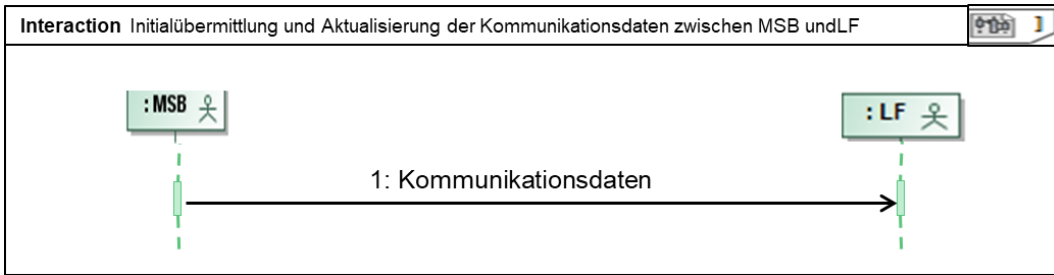 Interaction Initialübermittlung und Aktualisierung der Kommunikationsdaten zwischen MSB undLF
: MSB
: LF
1: Kommunikationsdaten